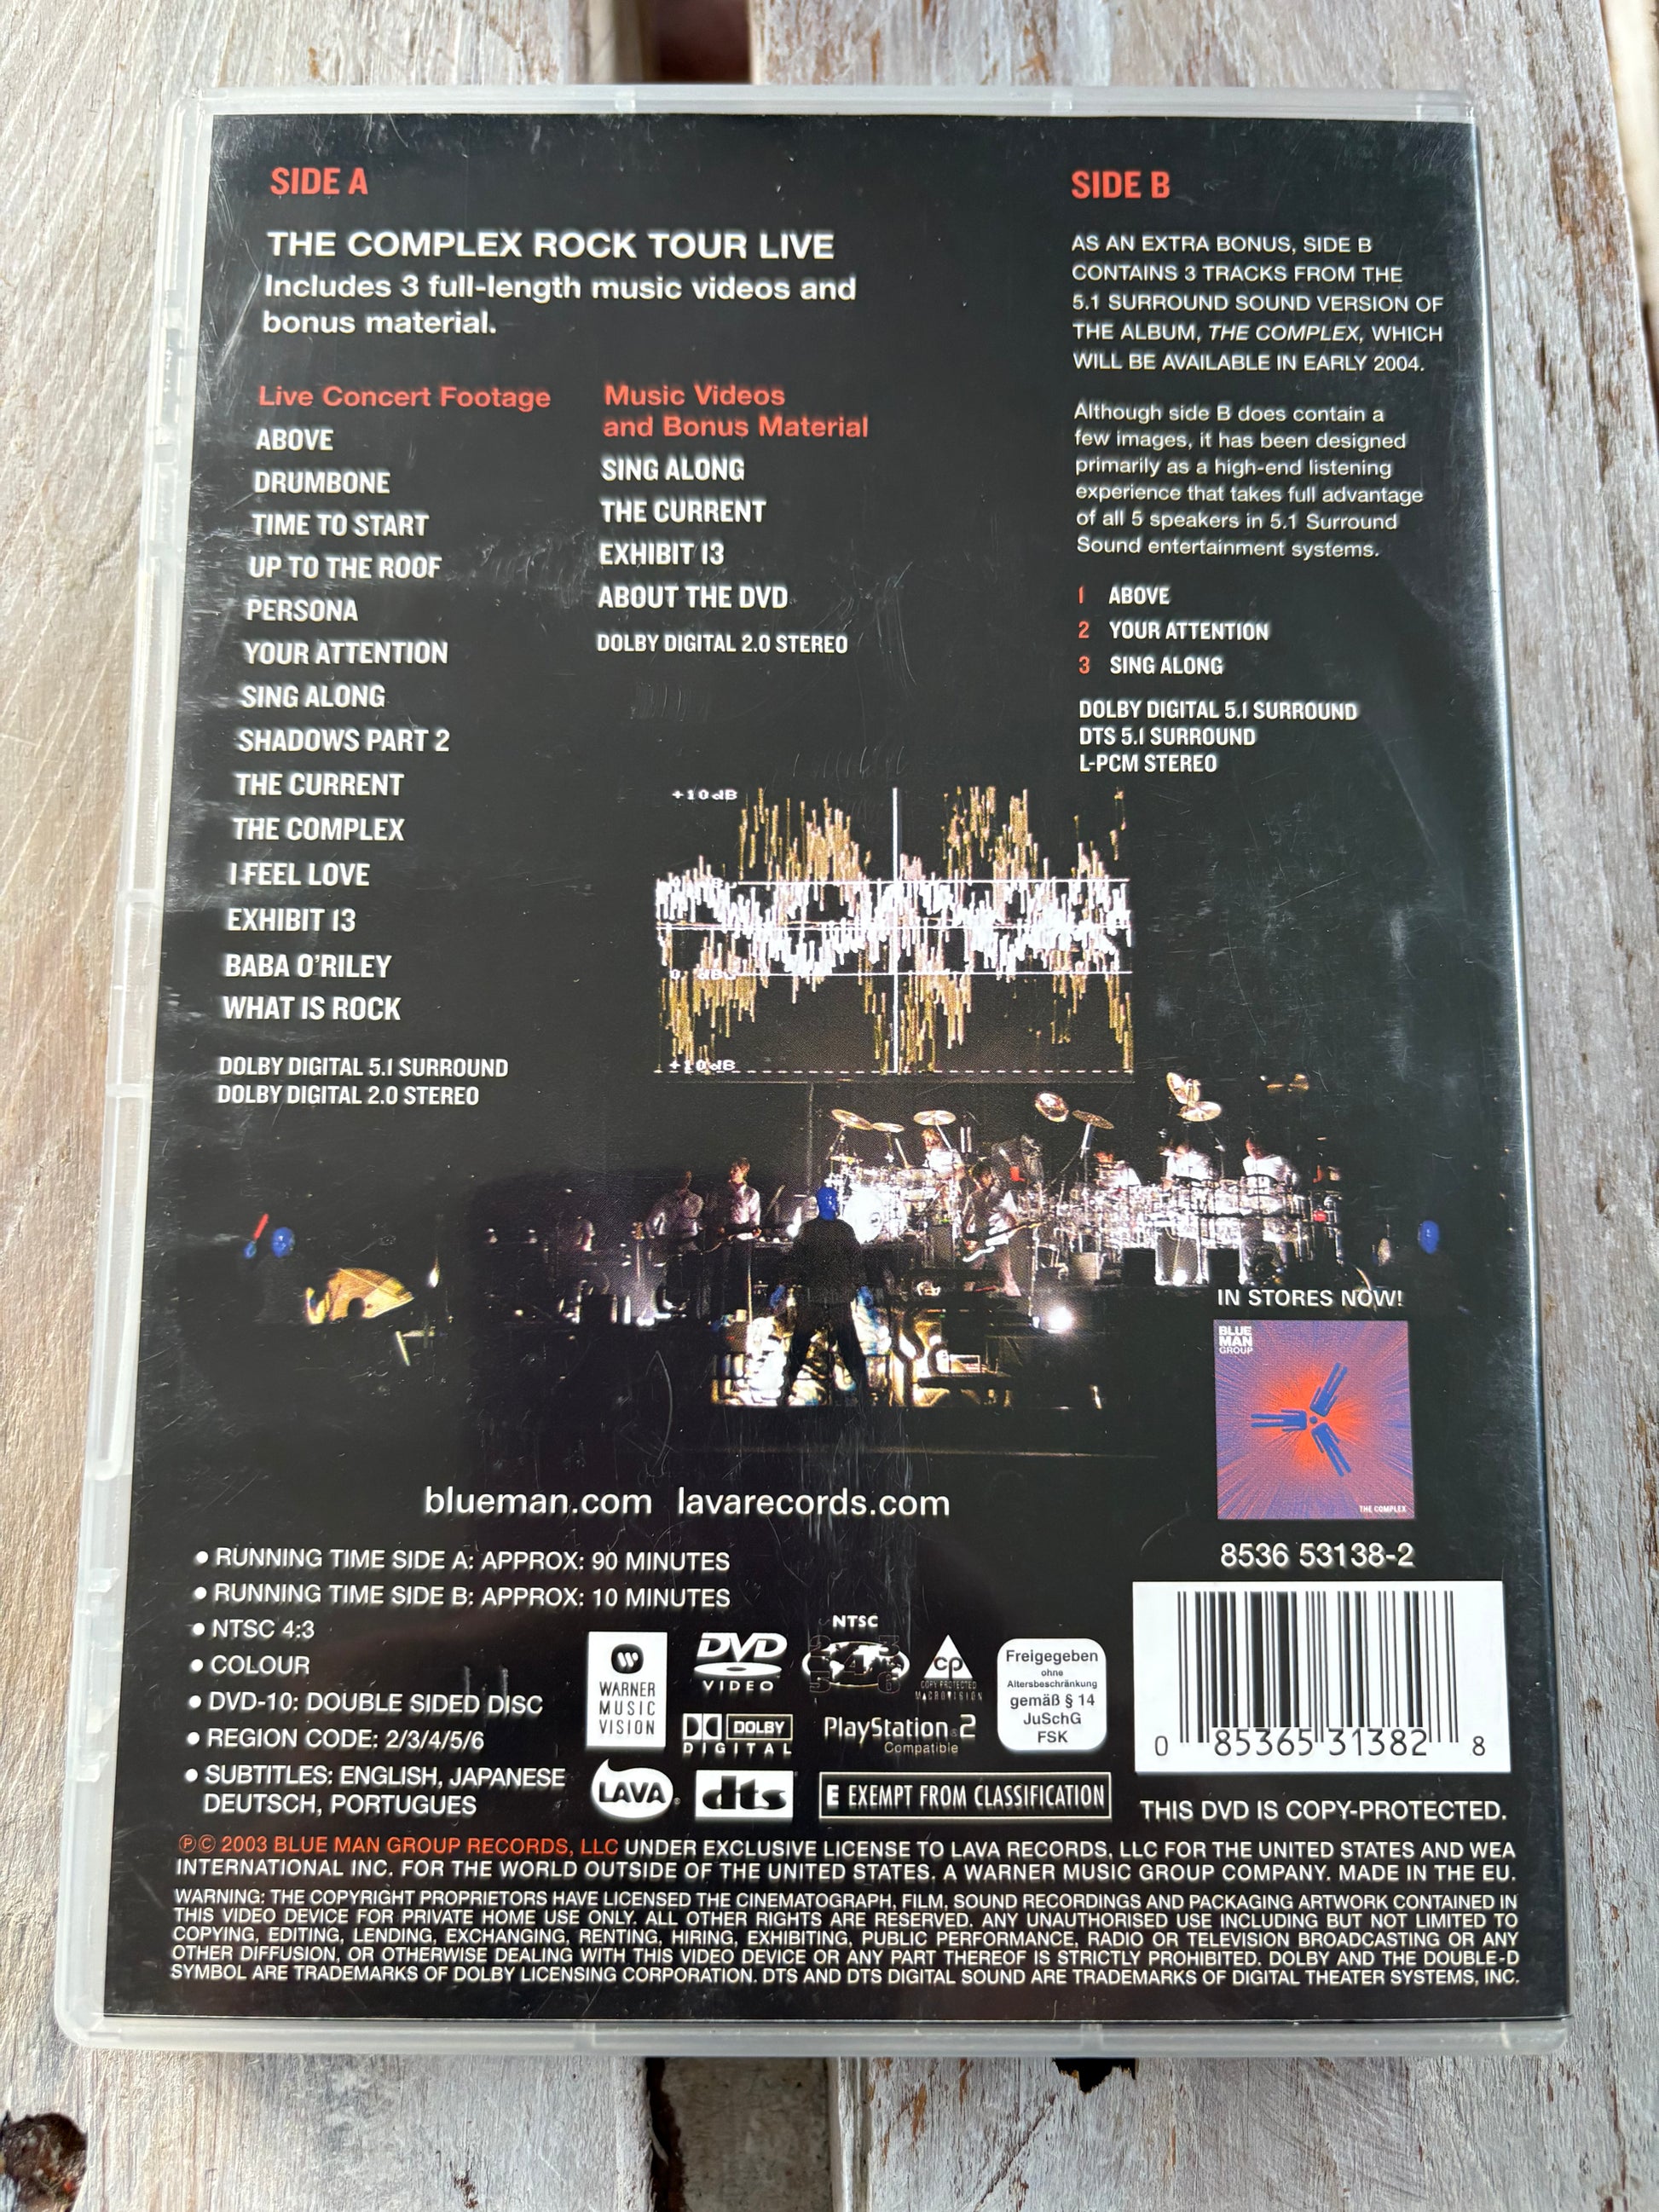 SIDE A
THE COMPLEX ROCK TOUR LIVE
Includes 3 full-length music videos and
bonus material.
Live Concert Footage
ABOVE
DRUMBONE
TIME TO START
UP TO THE ROOF
PERSONA
YOUR ATTENTION
SING ALONG
SHADOWS PART 2
THE CURRENT
THE COMPLEX
I FEEL LOVE
EXHIBIT 13
BABA O'RILEY
WHAT IS ROCK
DOLBY DIGITAL 5.1 SURROUND
DOLBY DIGITAL 2.0 STEREO
Music Videos
and Bonus Material
SING ALONG
THE CURRENT
EXHIBIT 13
ABOUT THE DVD
DOLBY DIGITAL 2.0 STEREO
SIDE B
AS AN EXTRA BONUS, SIDE B
CONTAINS 3 TRACKS FROM THE
5.1 SURROUND SOUND VERSION OF
THE ALBUM, THE COMPLEX, WHICH
WILL BE AVAILABLE IN EARLY 2004.
Although side B does contain a
few images, it has been designed
primarily as a high-end listening
experience that takes full advantage
of all 5 speakers in 5.1 Surround
Sound entertainment systems.
1 ABOVE
2 YOUR ATTENTION
3 SING ALONG
DOLBY DIGITAL 5.1 SURROUND
DTS 5.1 SURROUND
L-PCM STEREO
+10dB
0 dB
+10dB
IN STORES NOW!
BLUE
MAN
GROUP
THE COMPLEX
blueman.com lavarecords.com
8536 53138-2
• RUNNING TIME SIDE A: APPROX: 90 MINUTES
• RUNNING TIME SIDE B: APPROX: 10 MINUTES
• NTSC 4:3
• COLOUR
• DVD-10: DOUBLE SIDED DISC
• REGION CODE: 2/3/4/5/6
• SUBTITLES: ENGLISH, JAPANESE
DEUTSCH, PORTUGUES
WARNER
MUSIC
VISION
DVD
VIDEO
NTSC
2 3
4
5 6
cp
COPY PROTECTED
MACROVISION
DOLBY
DIGITAL
PlayStation 2
Compatible
LAVA
dts
Freigegeben
ohne
Altersbeschränkung
gemäß § 14
JuSchG
FSK
E EXEMPT FROM CLASSIFICATION
0 85365 31382 8
THIS DVD IS COPY-PROTECTED.
℗© 2003 BLUE MAN GROUP RECORDS, LLC UNDER EXCLUSIVE LICENSE TO LAVA RECORDS, LLC FOR THE UNITED STATES AND WEA
INTERNATIONAL INC. FOR THE WORLD OUTSIDE OF THE UNITED STATES. A WARNER MUSIC GROUP COMPANY. MADE IN THE EU.
WARNING: THE COPYRIGHT PROPRIETORS HAVE LICENSED THE CINEMATOGRAPH, FILM, SOUND RECORDINGS AND PACKAGING ARTWORK CONTAINED IN
THIS VIDEO DEVICE FOR PRIVATE HOME USE ONLY. ALL OTHER RIGHTS ARE RESERVED. ANY UNAUTHORISED USE INCLUDING BUT NOT LIMITED TO
COPYING, EDITING, LENDING, EXCHANGING, RENTING, HIRING, EXHIBITING, PUBLIC PERFORMANCE, RADIO OR TELEVISION BROADCASTING OR ANY
OTHER DIFFUSION, OR OTHERWISE DEALING WITH THIS VIDEO DEVICE OR ANY PART THEREOF IS STRICTLY PROHIBITED. DOLBY AND THE DOUBLE-D
SYMBOL ARE TRADEMARKS OF DOLBY LICENSING CORPORATION. DTS AND DTS DIGITAL SOUND ARE TRADEMARKS OF DIGITAL THEATER SYSTEMS, INC.